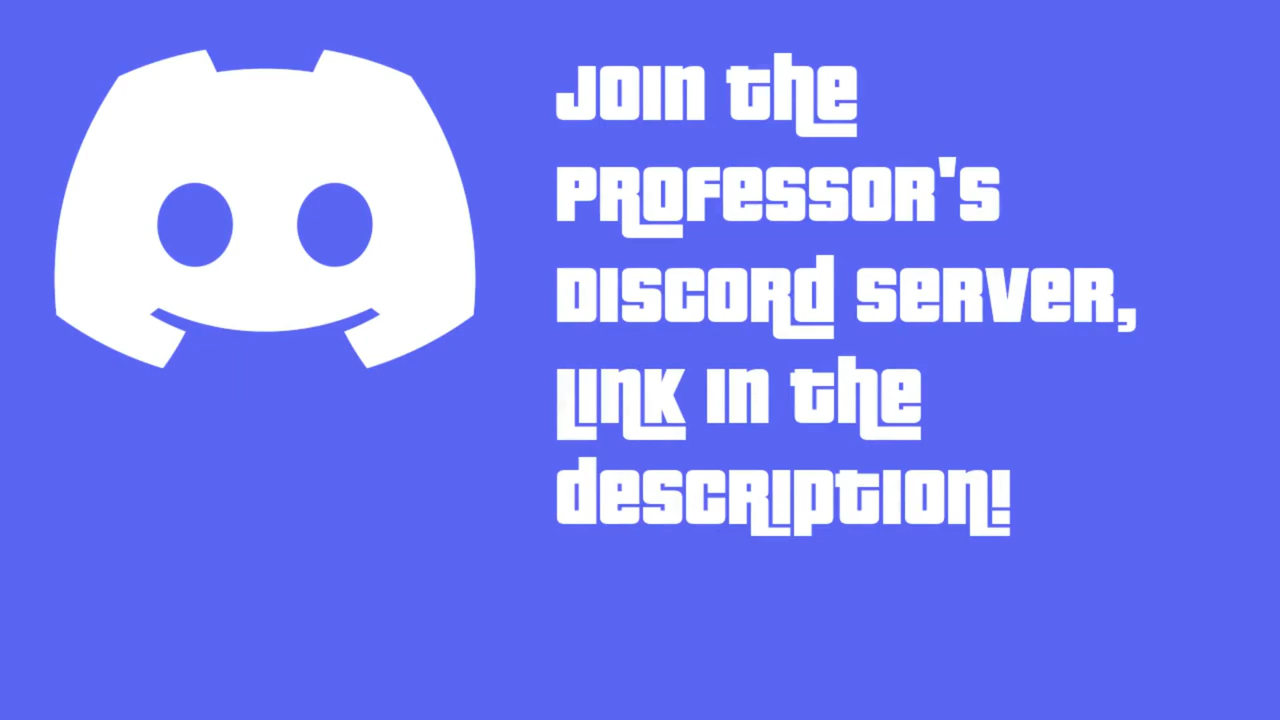 Join the
Professor's
Discord server,
link in the
description!